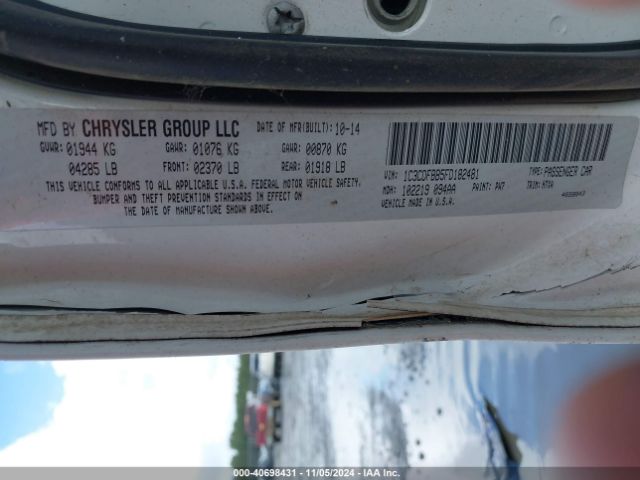 MFD BY CHRYSLER GROUP LLC DATE OF MFR(BUILT): 10-14
GVWR: 01944 KG GAWR: 01076 KG GAWR: 00870 KG
04285 LB FRONT: 02370 LB REAR: 01918 LB
THIS VEHICLE CONFORMS TO ALL APPLICABLE U.S.A. FEDERAL MOTOR VEHICLE SAFETY,
BUMPER AND THEFT PREVENTION STANDARDS IN EFFECT ON
THE DATE OF MANUFACTURE SHOWN ABOVE.
VIN: 1C3CDFBB5FD182481 TYPE: PASSENGER CAR
MDH: 102219 094AA PAINT: PW7 TRIM:
VEHICLE MADE IN U.S.A.
000-40698431 - 11/05/2024 - IAA Inc.